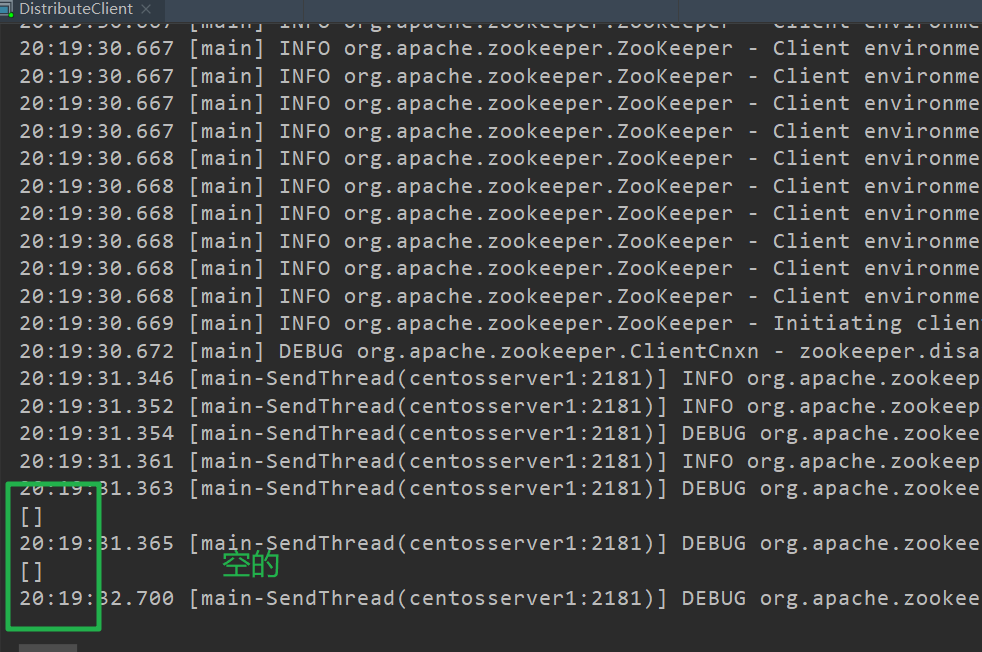 DistributeClient
20:19:30.667 [main] INFO org.apache.zookeeper.ZooKeeper - Client environme
20:19:30.667 [main] INFO org.apache.zookeeper.ZooKeeper - Client environme
20:19:30.667 [main] INFO org.apache.zookeeper.ZooKeeper - Client environme
20:19:30.667 [main] INFO org.apache.zookeeper.ZooKeeper - Client environme
20:19:30.667 [main] INFO org.apache.zookeeper.ZooKeeper - Client environme
20:19:30.668 [main] INFO org.apache.zookeeper.ZooKeeper - Client environme
20:19:30.668 [main] INFO org.apache.zookeeper.ZooKeeper - Client environme
20:19:30.668 [main] INFO org.apache.zookeeper.ZooKeeper - Client environme
20:19:30.668 [main] INFO org.apache.zookeeper.ZooKeeper - Client environme
20:19:30.668 [main] INFO org.apache.zookeeper.ZooKeeper - Client environme
20:19:30.668 [main] INFO org.apache.zookeeper.ZooKeeper - Client environme
20:19:30.669 [main] INFO org.apache.zookeeper.ZooKeeper - Initiating clien
20:19:30.672 [main] DEBUG org.apache.zookeeper.ClientCnxn - zookeeper.disa
20:19:31.346 [main-SendThread(centosserver1:2181)] INFO org.apache.zookeep
20:19:31.352 [main-SendThread(centosserver1:2181)] INFO org.apache.zookeep
20:19:31.354 [main-SendThread(centosserver1:2181)] DEBUG org.apache.zookee
20:19:31.361 [main-SendThread(centosserver1:2181)] INFO org.apache.zookeep
20:19:31.363 [main-SendThread(centosserver1:2181)] DEBUG org.apache.zookee
[]
20:19:31.365 [main-SendThread(centosserver1:2181)] DEBUG org.apache.zookee
[] 空的
20:19:32.700 [main-SendThread(centosserver1:2181)] DEBUG org.apache.zookee